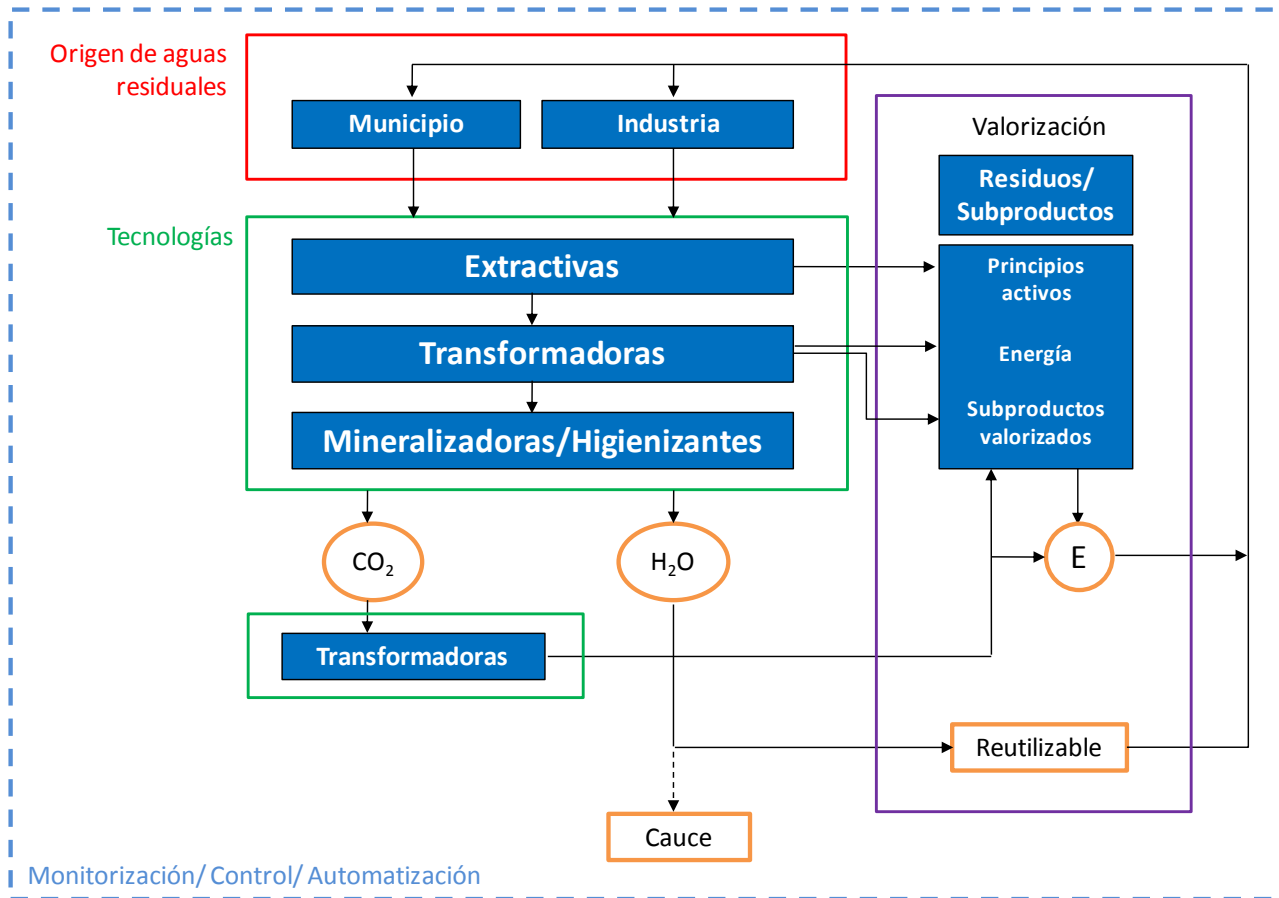 Origen de aguas
residuales
Municipio
Industria
Valorización
Residuos/
Subproductos
Tecnologías
Extractivas
Principios
activos
Transformadoras
Energía
Subproductos
valorizados
Mineralizadoras/Higienizantes
CO₂
H₂O
E
Transformadoras
Reutilizable
Cauce
Monitorización/ Control/ Automatización